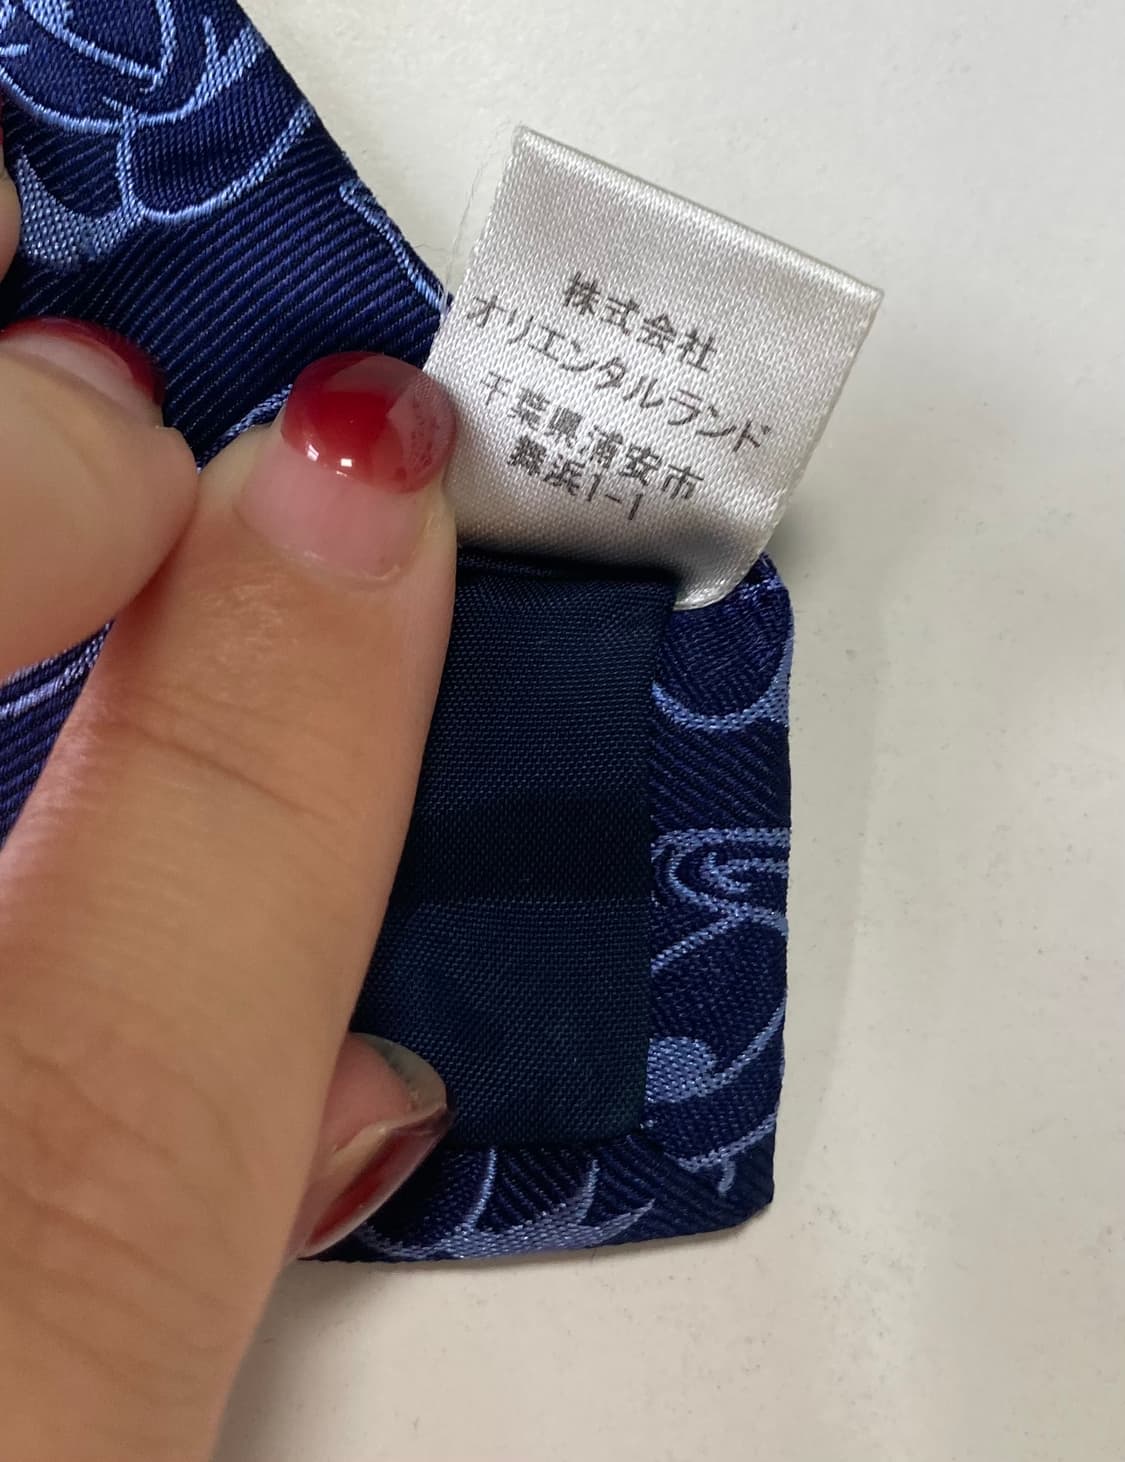 株式会社
オリエンタルランド
千葉県浦安市
舞浜1-1